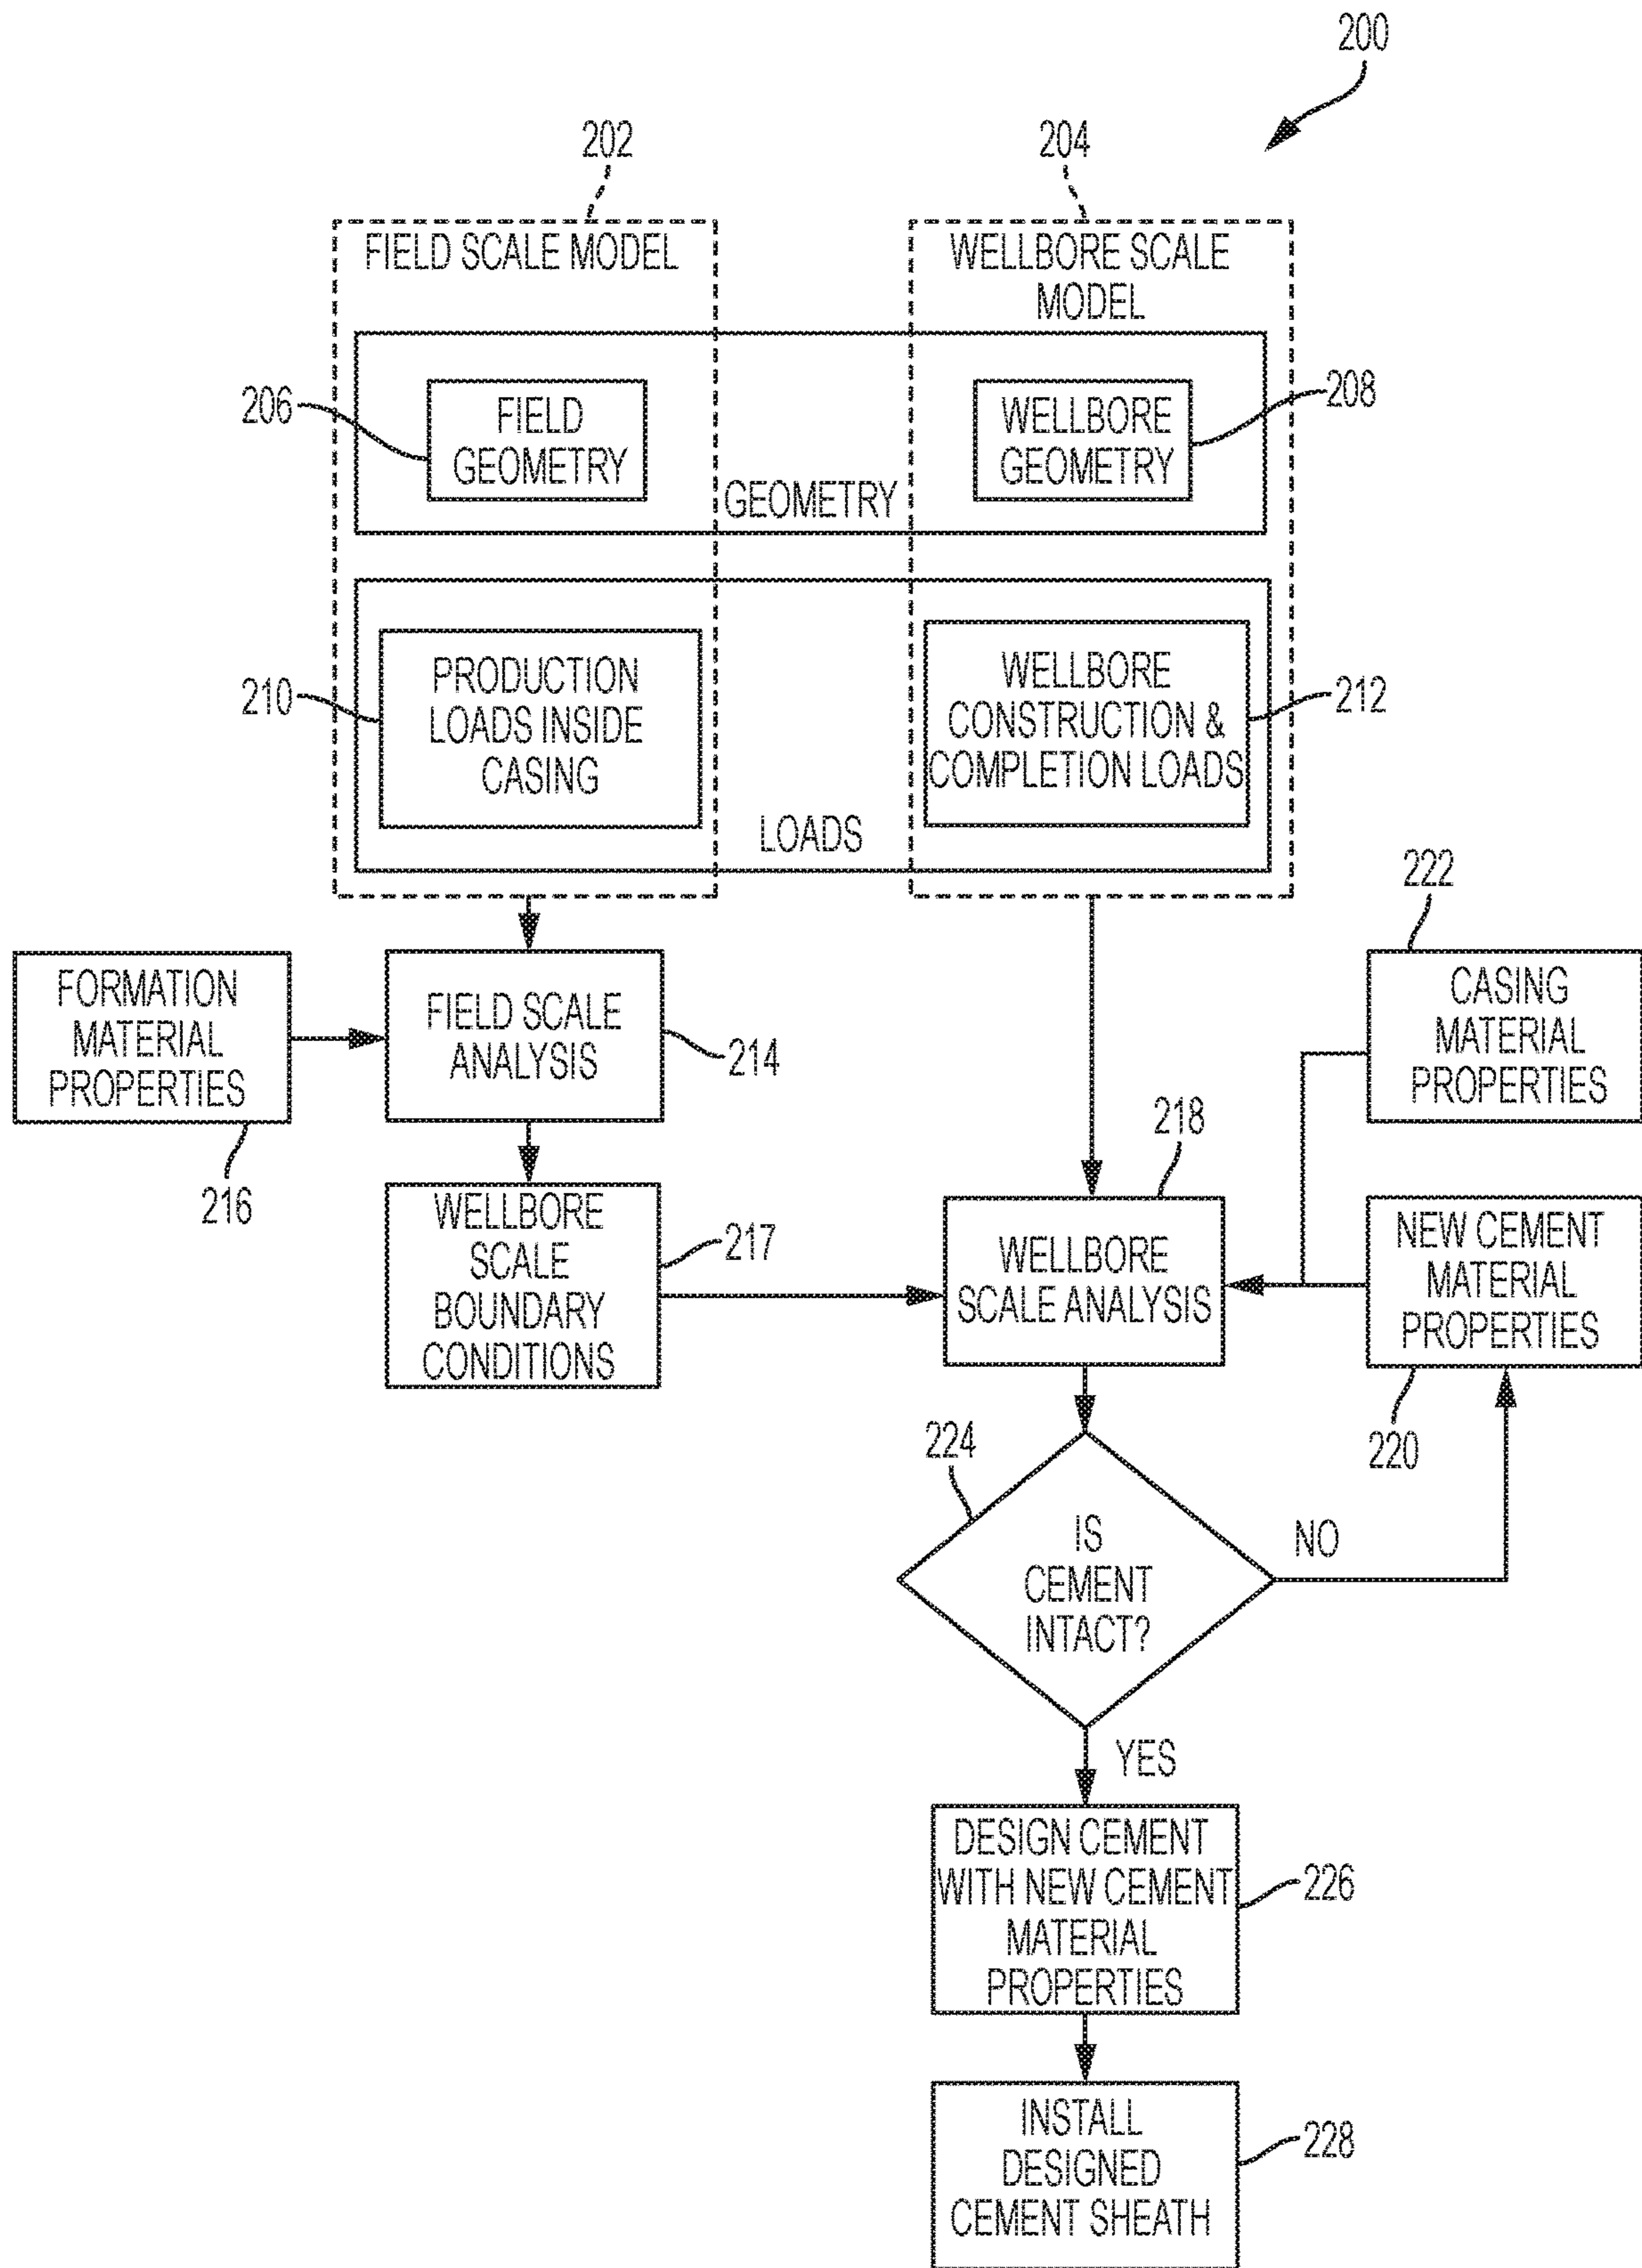 200
202
204
FIELD SCALE MODEL
WELLBORE SCALE
MODEL
206
FIELD
GEOMETRY
WELLBORE
GEOMETRY
208
GEOMETRY
210
PRODUCTION
LOADS INSIDE
CASING
WELLBORE
CONSTRUCTION &
COMPLETION LOADS
212
LOADS
222
FORMATION
MATERIAL
PROPERTIES
216
FIELD SCALE
ANALYSIS
214
CASING
MATERIAL
PROPERTIES
218
WELLBORE
SCALE
BOUNDARY
CONDITIONS
217
WELLBORE
SCALE ANALYSIS
NEW CEMENT
MATERIAL
PROPERTIES
220
224
IS
CEMENT
INTACT?
NO
YES
DESIGN CEMENT
WITH NEW CEMENT
MATERIAL
PROPERTIES
226
INSTALL
DESIGNED
CEMENT SHEATH
228